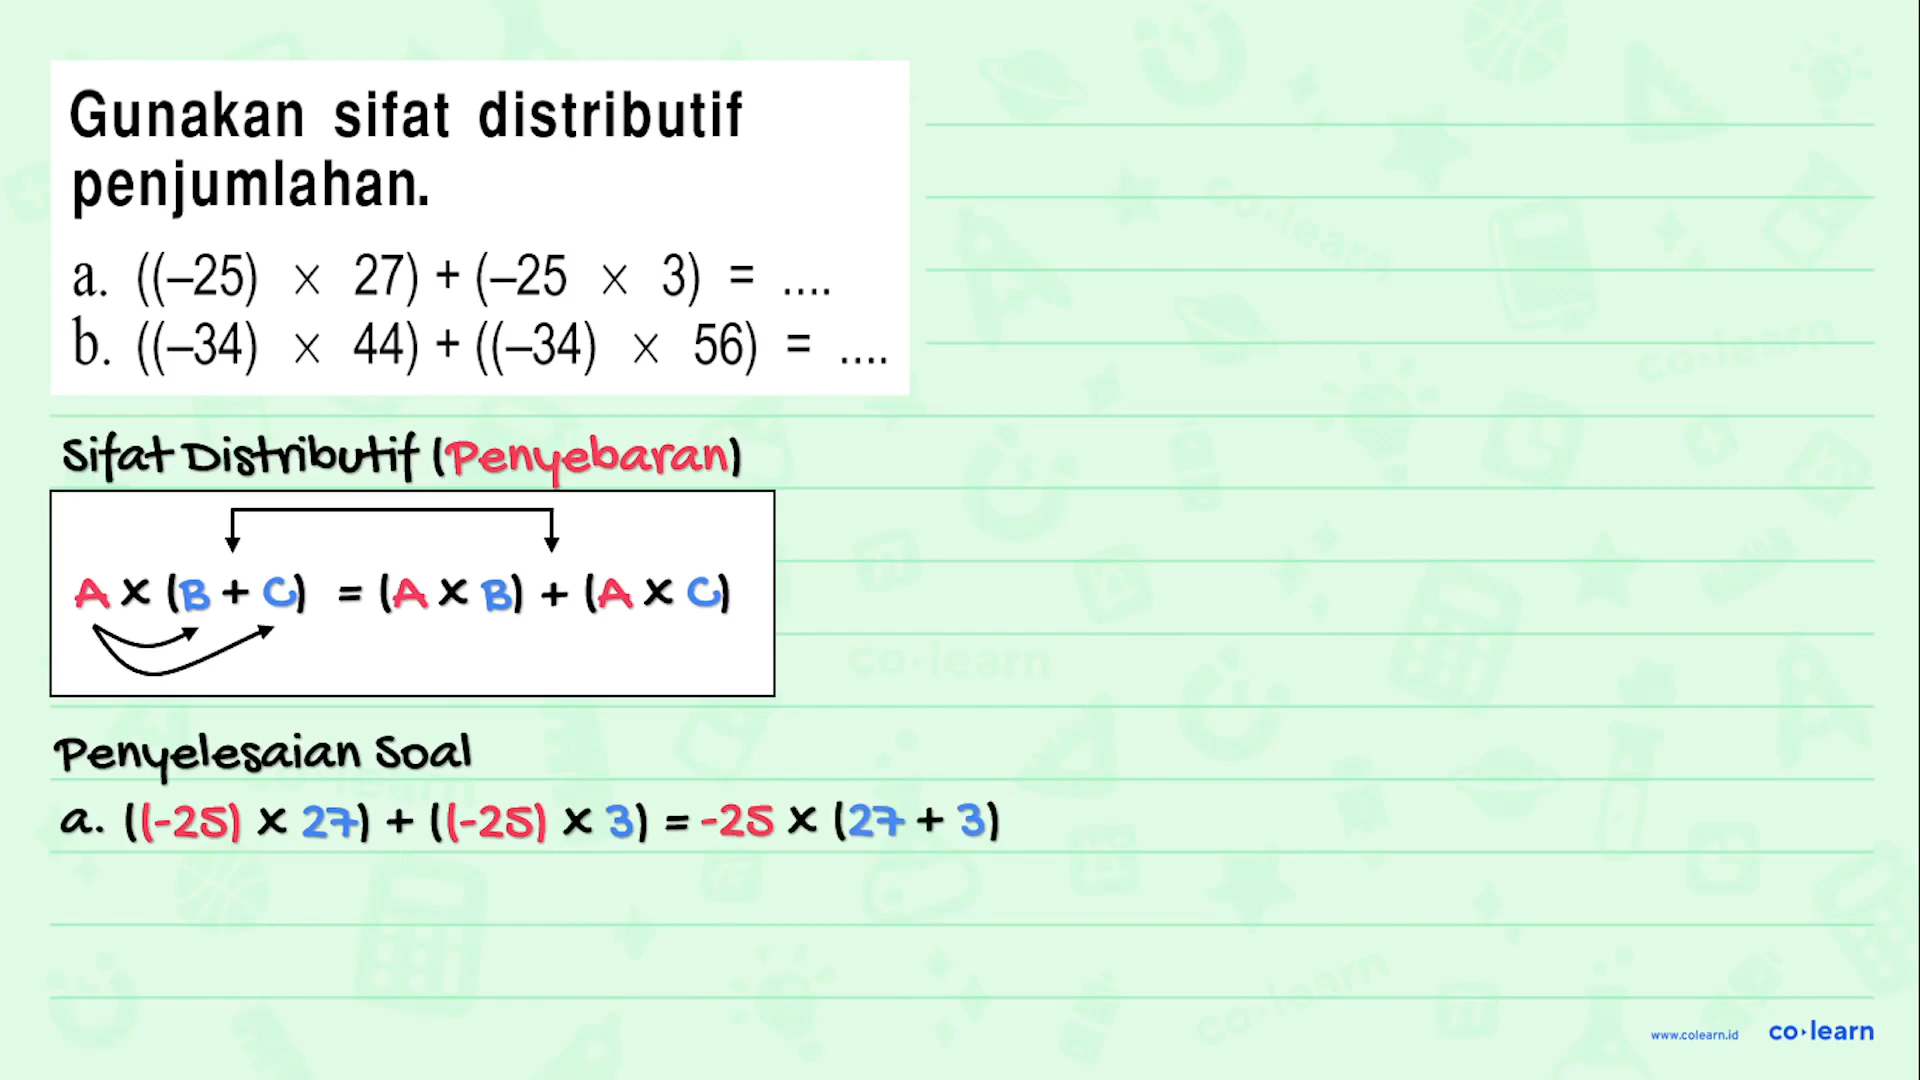 Gunakan sifat distributif
penjumlahan.
a. ((–25) × 27) + (–25 × 3) = ....
b. ((–34) × 44) + ((–34) × 56) = ....
Sifat Distributif (Penyebaran)
A × (B + C) = (A × B) + (A × C)
Penyelesaian Soal
a. ((-25) × 27) + ((-25) × 3) = -25 × (27 + 3)
www.colearn.id co·learn